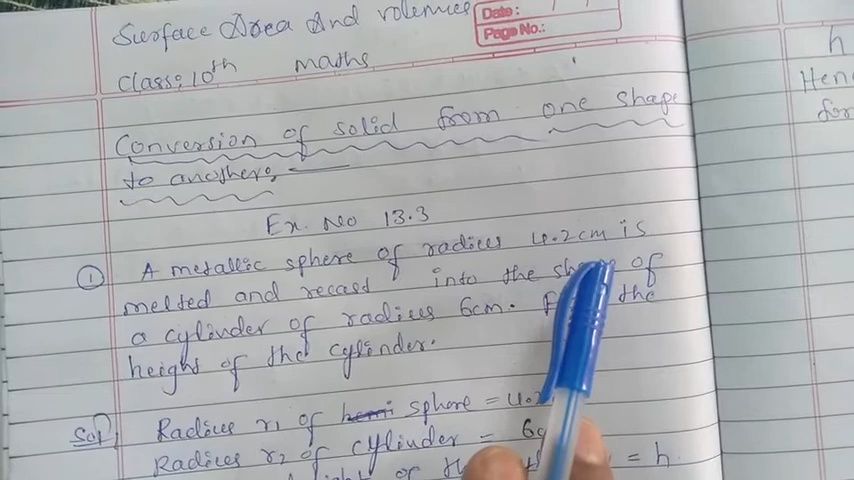 Surface Area And volumes
Date:
Page No.:
Class: 10th maths
Conversion of solid from one shape
to another.
Ex. No 13.3
① A metallic sphere of radius 4.2cm is
melted and recast into the shape of
a cylinder of radius 6cm. the
height of the cylinder.
Sol. Radius r1 of sphere = 4.2
Radius r2 of cylinder = 6c
of = h
h
Hen
for